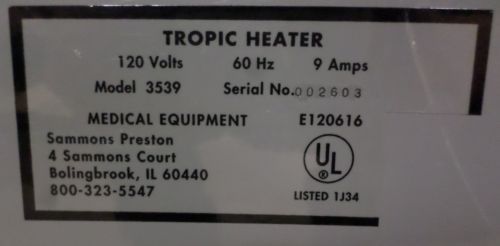 TROPIC HEATER
120 Volts 60 Hz 9 Amps
Model 3539 Serial No.002603
MEDICAL EQUIPMENT E120616
Sammons Preston
4 Sammons Court
Bolingbrook, IL 60440
800-323-5547
UL
LISTED 1J34